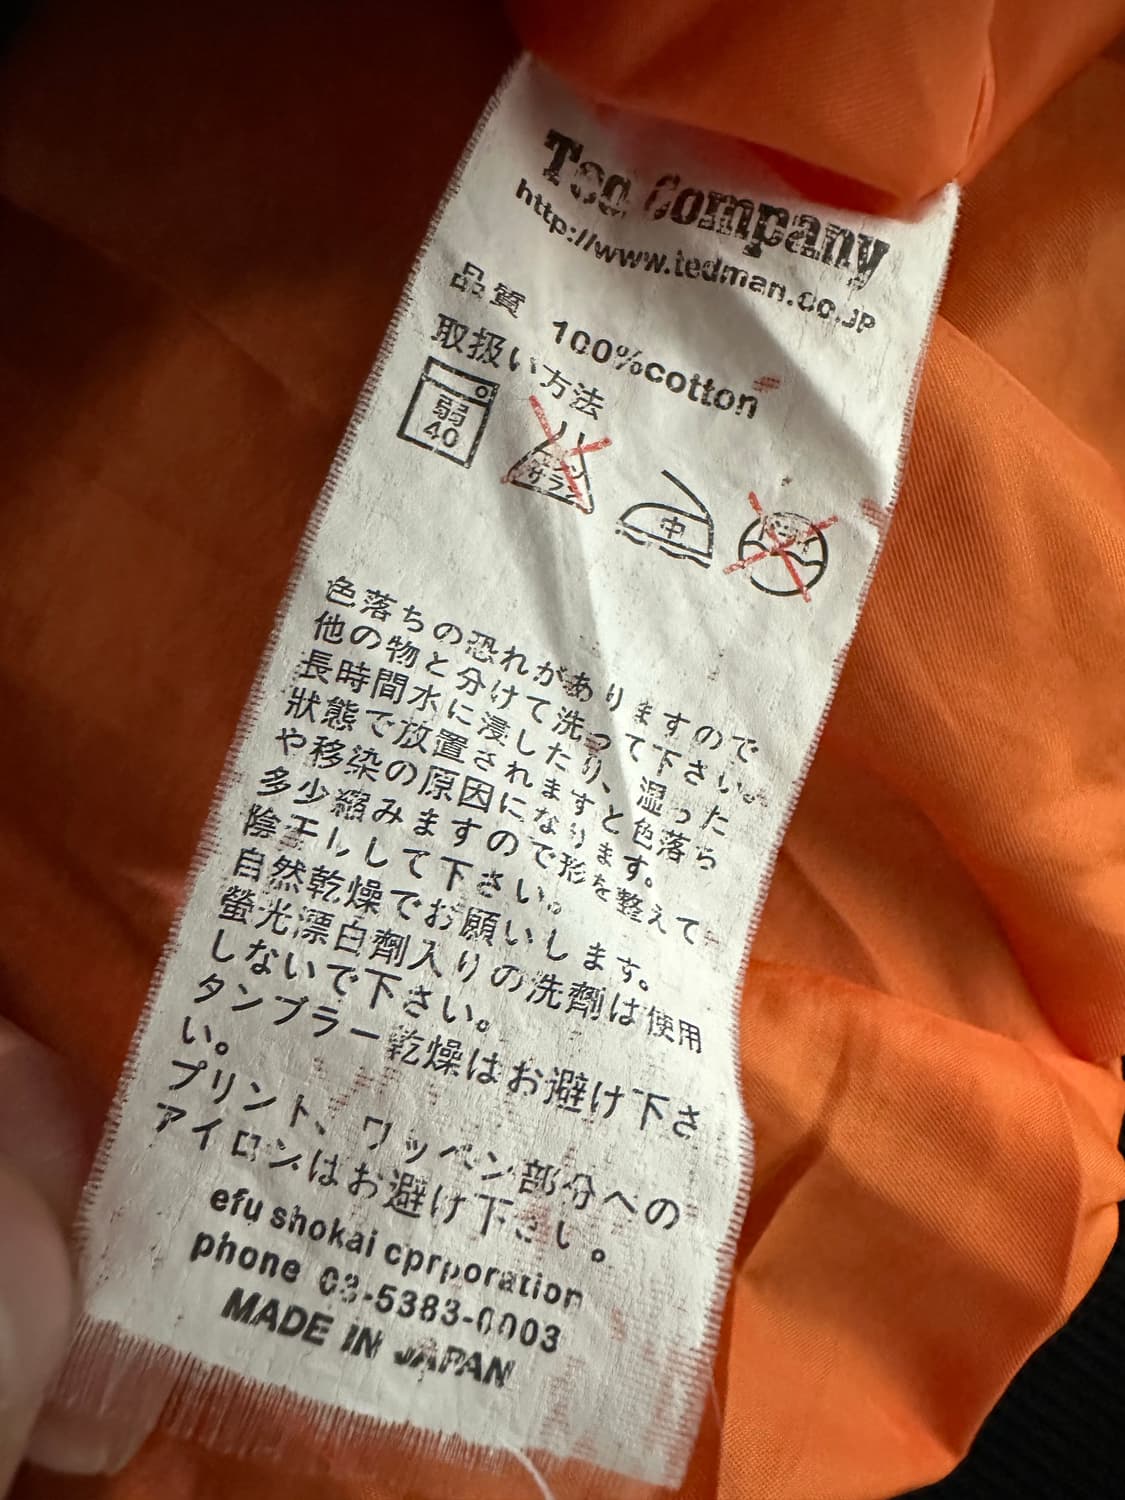 Ted Company
http://www.tedman.co.jp
品質 100%cotton
取扱い方法
弱 40
エンソ サラシ
中
色落ちの恐れがありますので
他の物と分けて洗って下さい。
長時間水に浸したり、湿った
狀態で放置されますと色落ち
や移染の原因になります。
多少縮みますので形を整えて
陰干しして下さい。
自然乾燥でお願いします。
螢光漂白劑入りの洗劑は使用
しないで下さい。
タンブラー乾燥はお避け下さ
い。
プリント、ワッペン部分への
アイロンはお避け下さい。
efu shokai cprporation
phone 03-5383-0003
MADE IN JAPAN